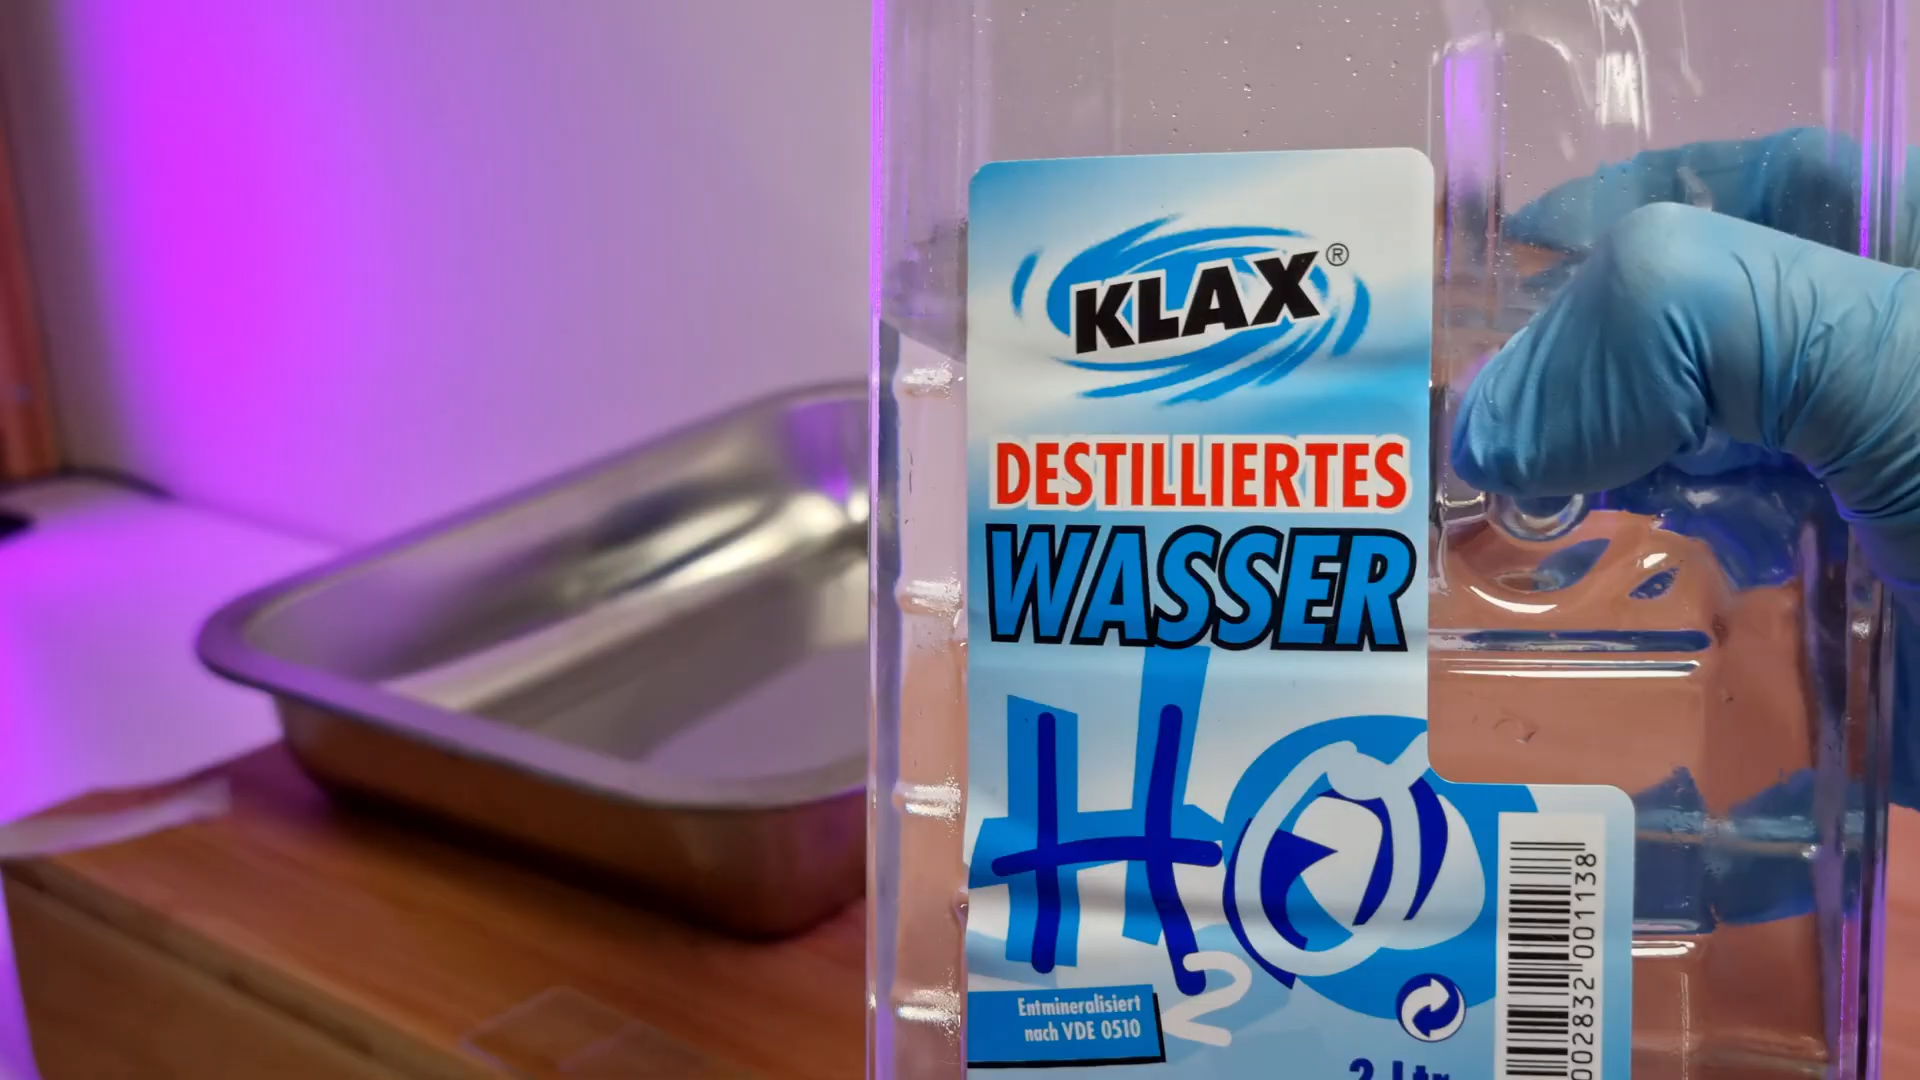 KLAX®
DESTILLIERTES
WASSER
H2O
Entmineralisiert
nach VDE 0510
002832 001138